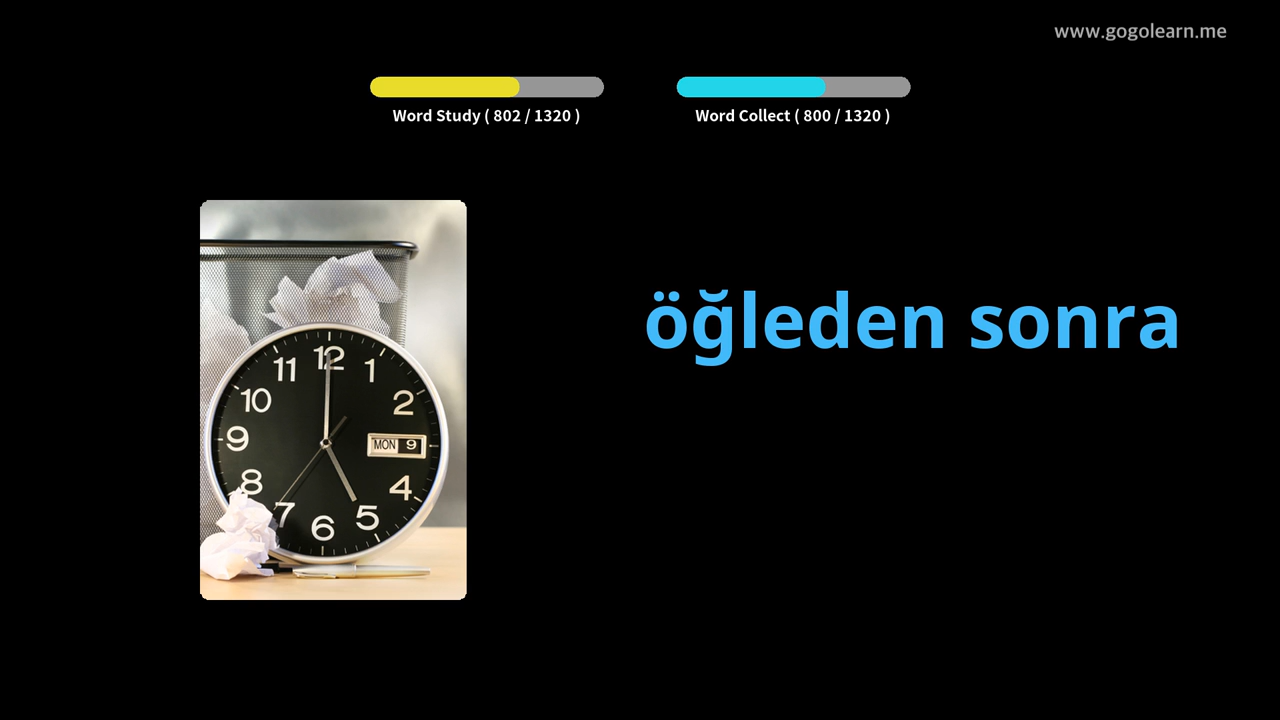 www.gogolearn.me
Word Study ( 802 / 1320 )
Word Collect ( 800 / 1320 )
öğleden sonra
12
11
1
10
2
9
MON 9
8
4
7
5
6